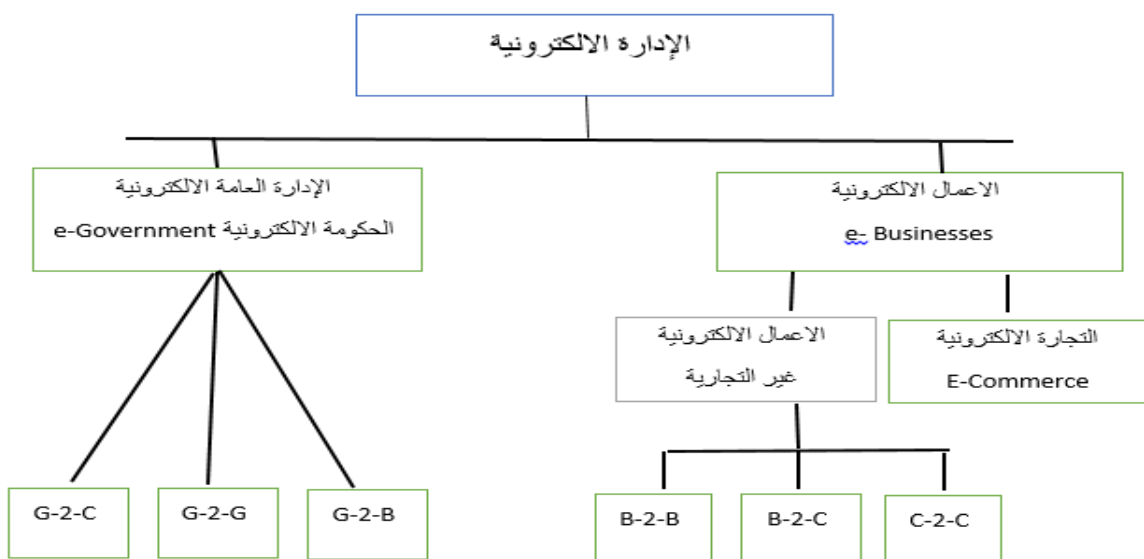 الإدارة الالكترونية
الاعمال الالكترونية
e- Businesses
الإدارة العامة الالكترونية
الحكومة الالكترونية e-Government
التجارة الالكترونية
E-Commerce
الاعمال الالكترونية
غير التجارية
C-2-C
B-2-C
B-2-B
G-2-B
G-2-G
G-2-C